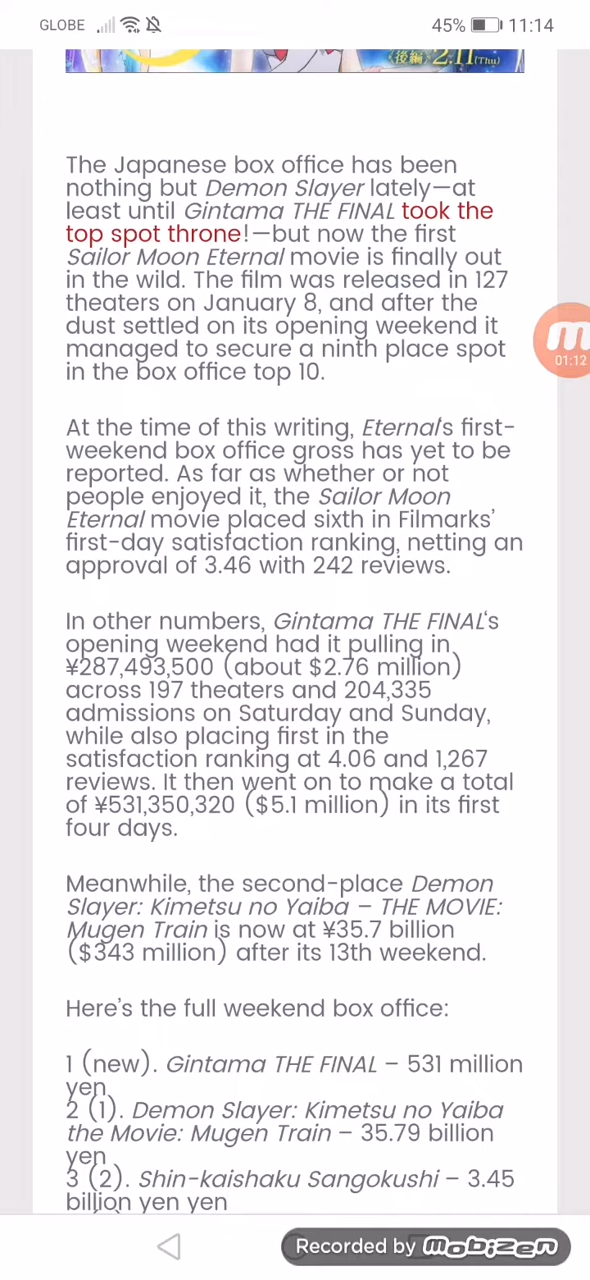 GLOBE 45% 11:14
〈後編〉2.11(Thu)
The Japanese box office has been
nothing but Demon Slayer lately—at
least until Gintama THE FINAL took the
top spot throne!—but now the first
Sailor Moon Eternal movie is finally out
in the wild. The film was released in 127
theaters on January 8, and after the
dust settled on its opening weekend it
managed to secure a ninth place spot
in the box office top 10.
01:12
At the time of this writing, Eternal's first-
weekend box office gross has yet to be
reported. As far as whether or not
people enjoyed it, the Sailor Moon
Eternal movie placed sixth in Filmarks’
first-day satisfaction ranking, netting an
approval of 3.46 with 242 reviews.
In other numbers, Gintama THE FINAL‘s
opening weekend had it pulling in
¥287,493,500 (about $2.76 million)
across 197 theaters and 204,335
admissions on Saturday and Sunday,
while also placing first in the
satisfaction ranking at 4.06 and 1,267
reviews. It then went on to make a total
of ¥531,350,320 ($5.1 million) in its first
four days.
Meanwhile, the second-place Demon
Slayer: Kimetsu no Yaiba – THE MOVIE:
Mugen Train is now at ¥35.7 billion
($343 million) after its 13th weekend.
Here’s the full weekend box office:
1 (new). Gintama THE FINAL – 531 million
yen
2 (1). Demon Slayer: Kimetsu no Yaiba
the Movie: Mugen Train – 35.79 billion
yen
3 (2). Shin-kaishaku Sangokushi – 3.45
billion yen yen
Recorded by mobizen